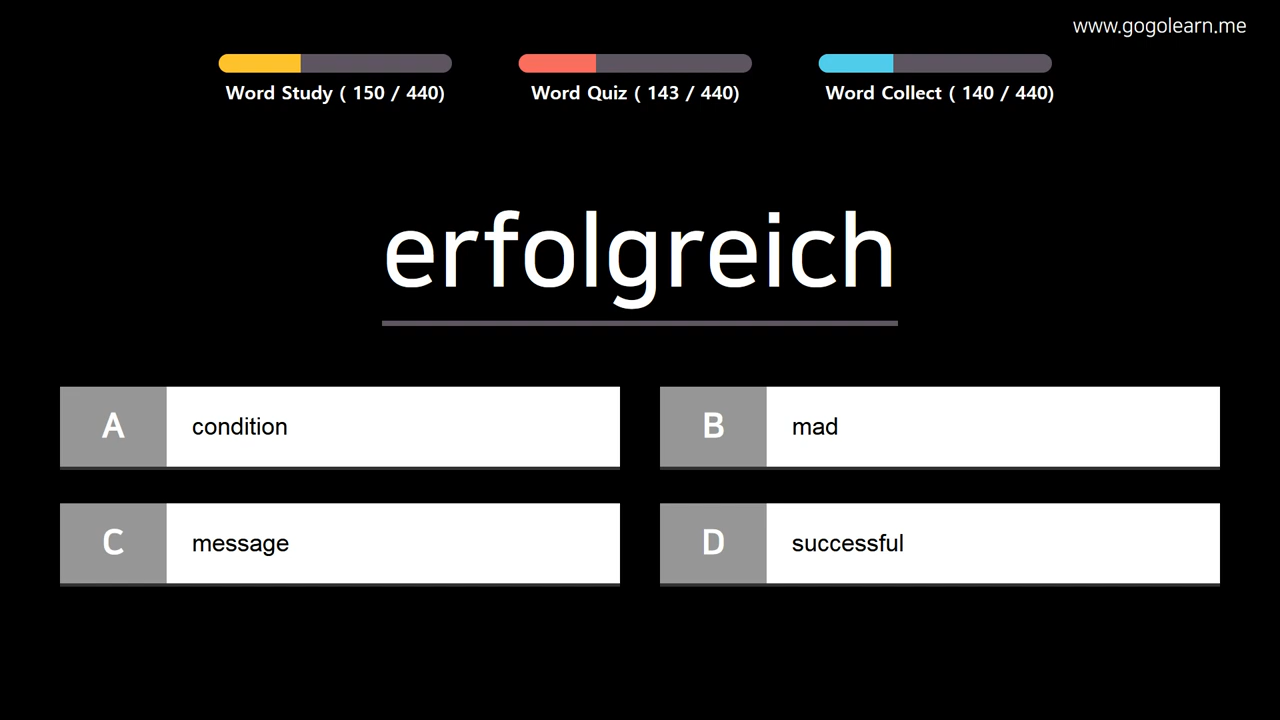 www.gogolearn.me
Word Study ( 150 / 440)
Word Quiz ( 143 / 440)
Word Collect ( 140 / 440)
erfolgreich
A condition
B mad
C message
D successful